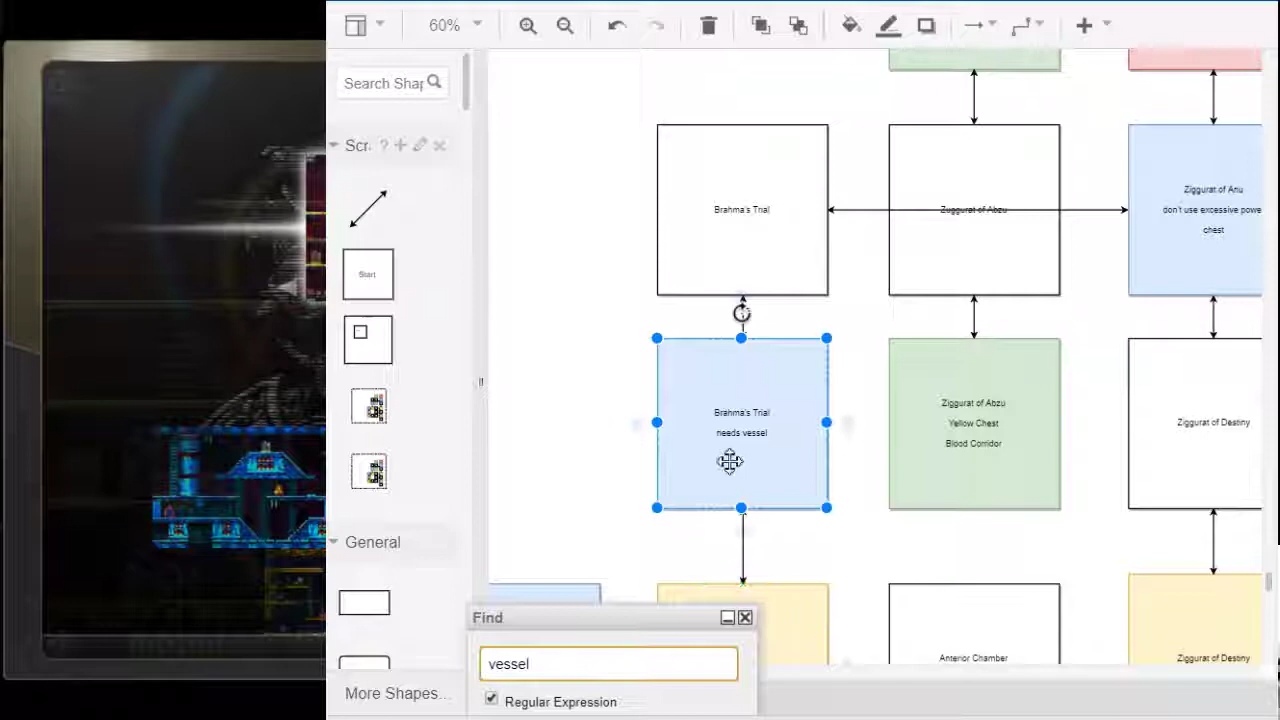 60%
Search Shap
Scr.
Start
General
More Shapes...
Brahma's Trial
Zuggurat of Abzu
Ziggurat of Anu
don't use excessive powe
chest
Brahma's Trial
needs vessel
Ziggurat of Abzu
Yellow Chest
Blood Corridor
Ziggurat of Destiny
Anterior Chamber
Ziggurat of Destiny
Find
vessel
Regular Expression